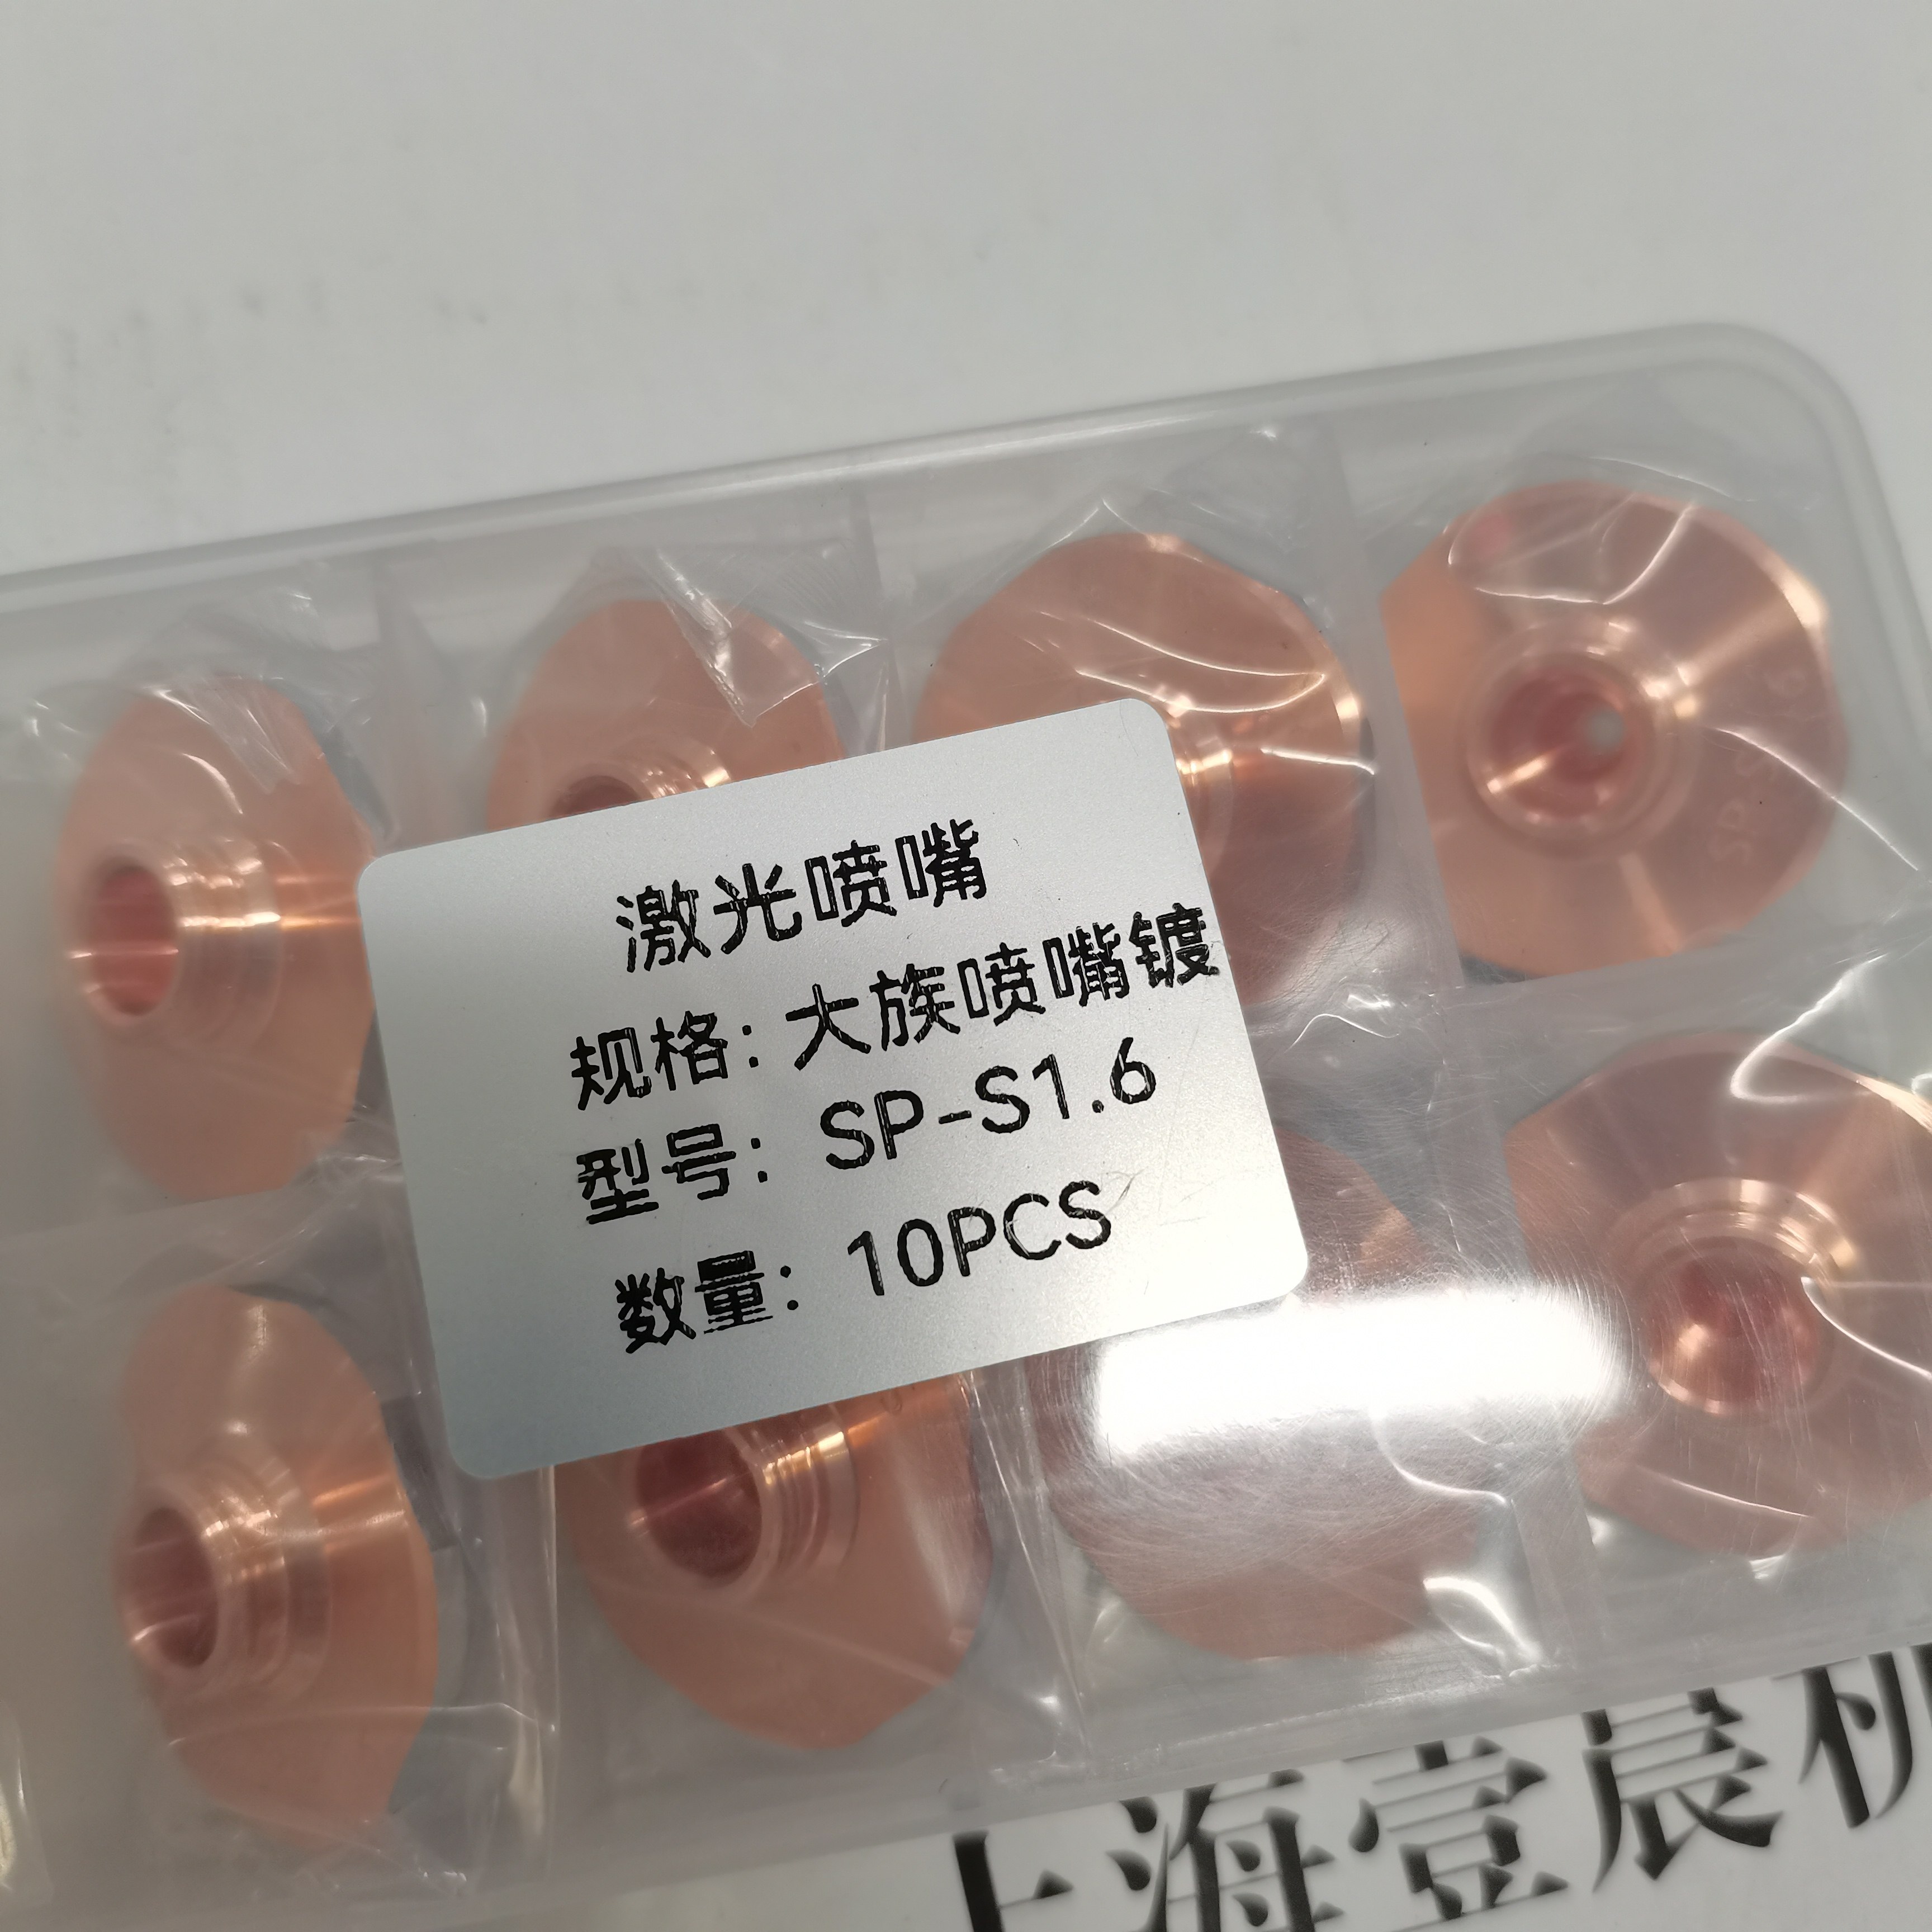 激光喷嘴
规格: 大族喷嘴镀
型号: SP-S1.6
数量: 10PCS
上海壹晨机